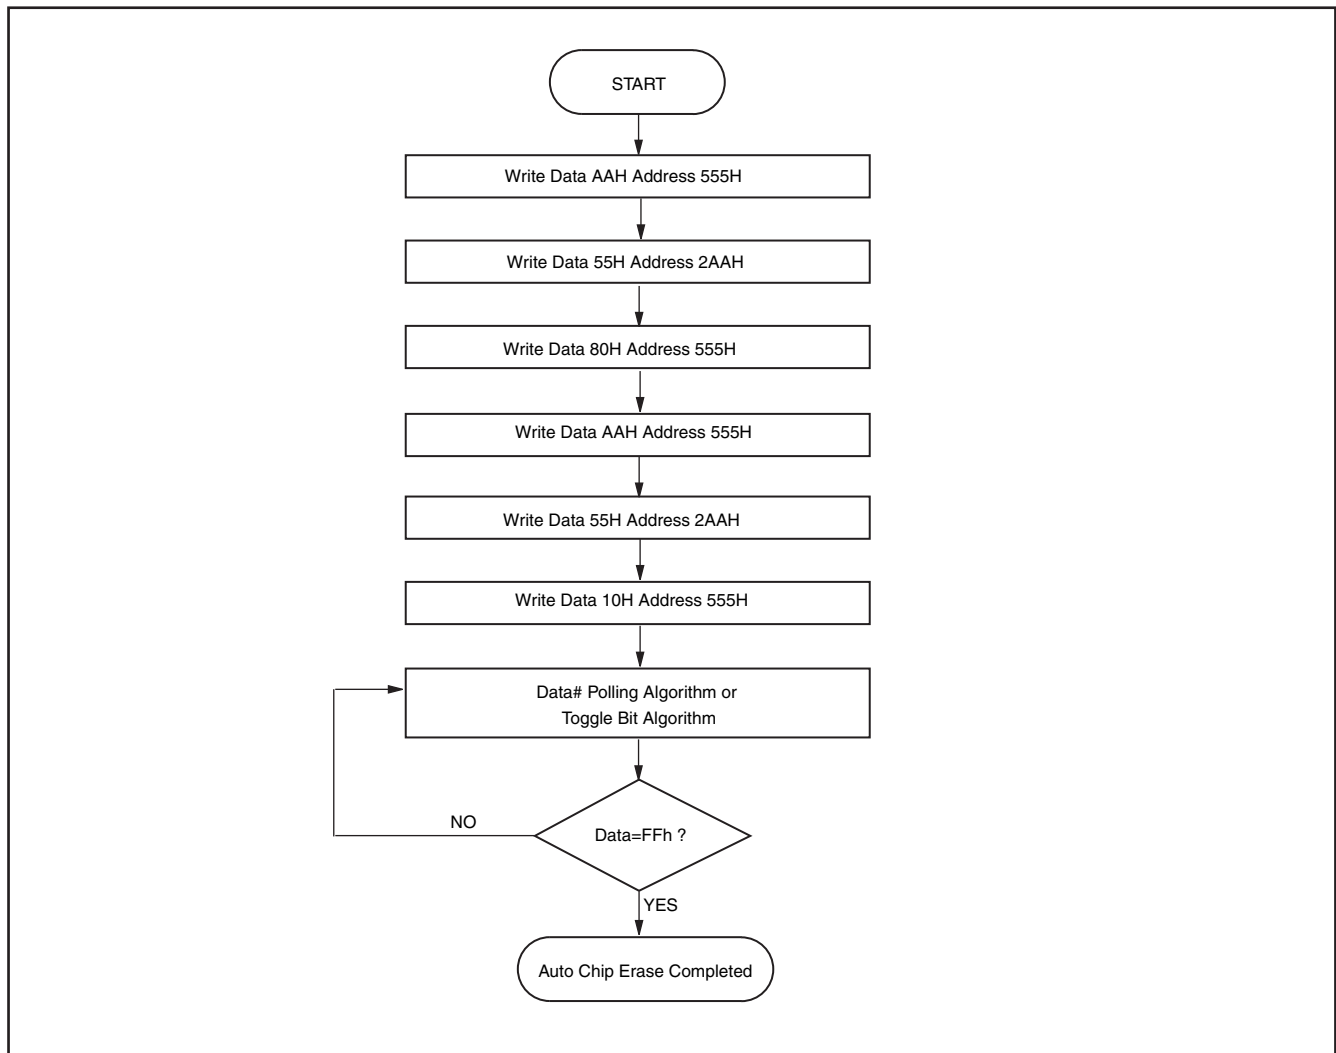 START
Write Data AAH Address 555H
Write Data 55H Address 2AAH
Write Data 80H Address 555H
Write Data AAH Address 555H
Write Data 55H Address 2AAH
Write Data 10H Address 555H
Data# Polling Algorithm or
Toggle Bit Algorithm
NO
Data=FFh ?
YES
Auto Chip Erase Completed